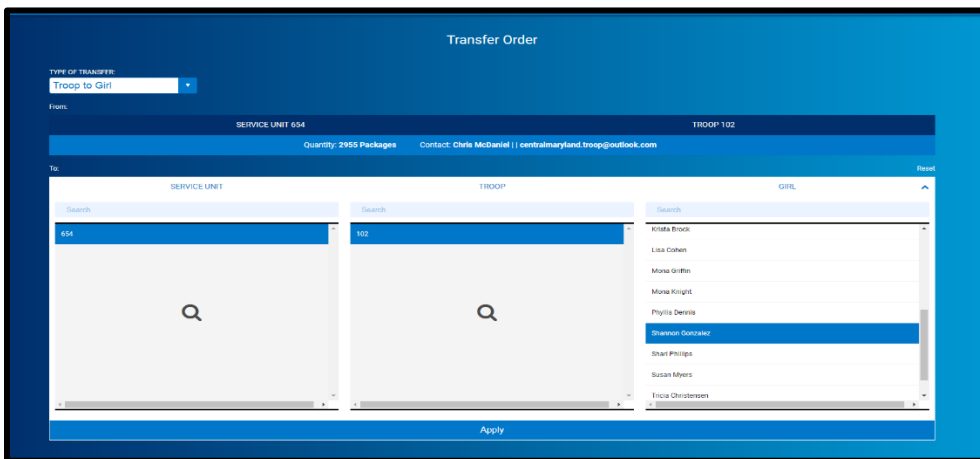 Transfer Order
TYPE OF TRANSFER:
Troop to Girl
From:
SERVICE UNIT 654 TROOP 102
Quantity: 2955 Packages Contact: Chris McDaniel | | centralmaryland.troop@outlook.com
To: Reset
SERVICE UNIT TROOP GIRL
Search Search Search
654 102 Krista Brock
Lisa Cohen
Mona Griffin
Mona Knight
Phyllis Dennis
Shannon Gonzalez
Shari Phillips
Susan Myers
Tricia Christensen
Apply